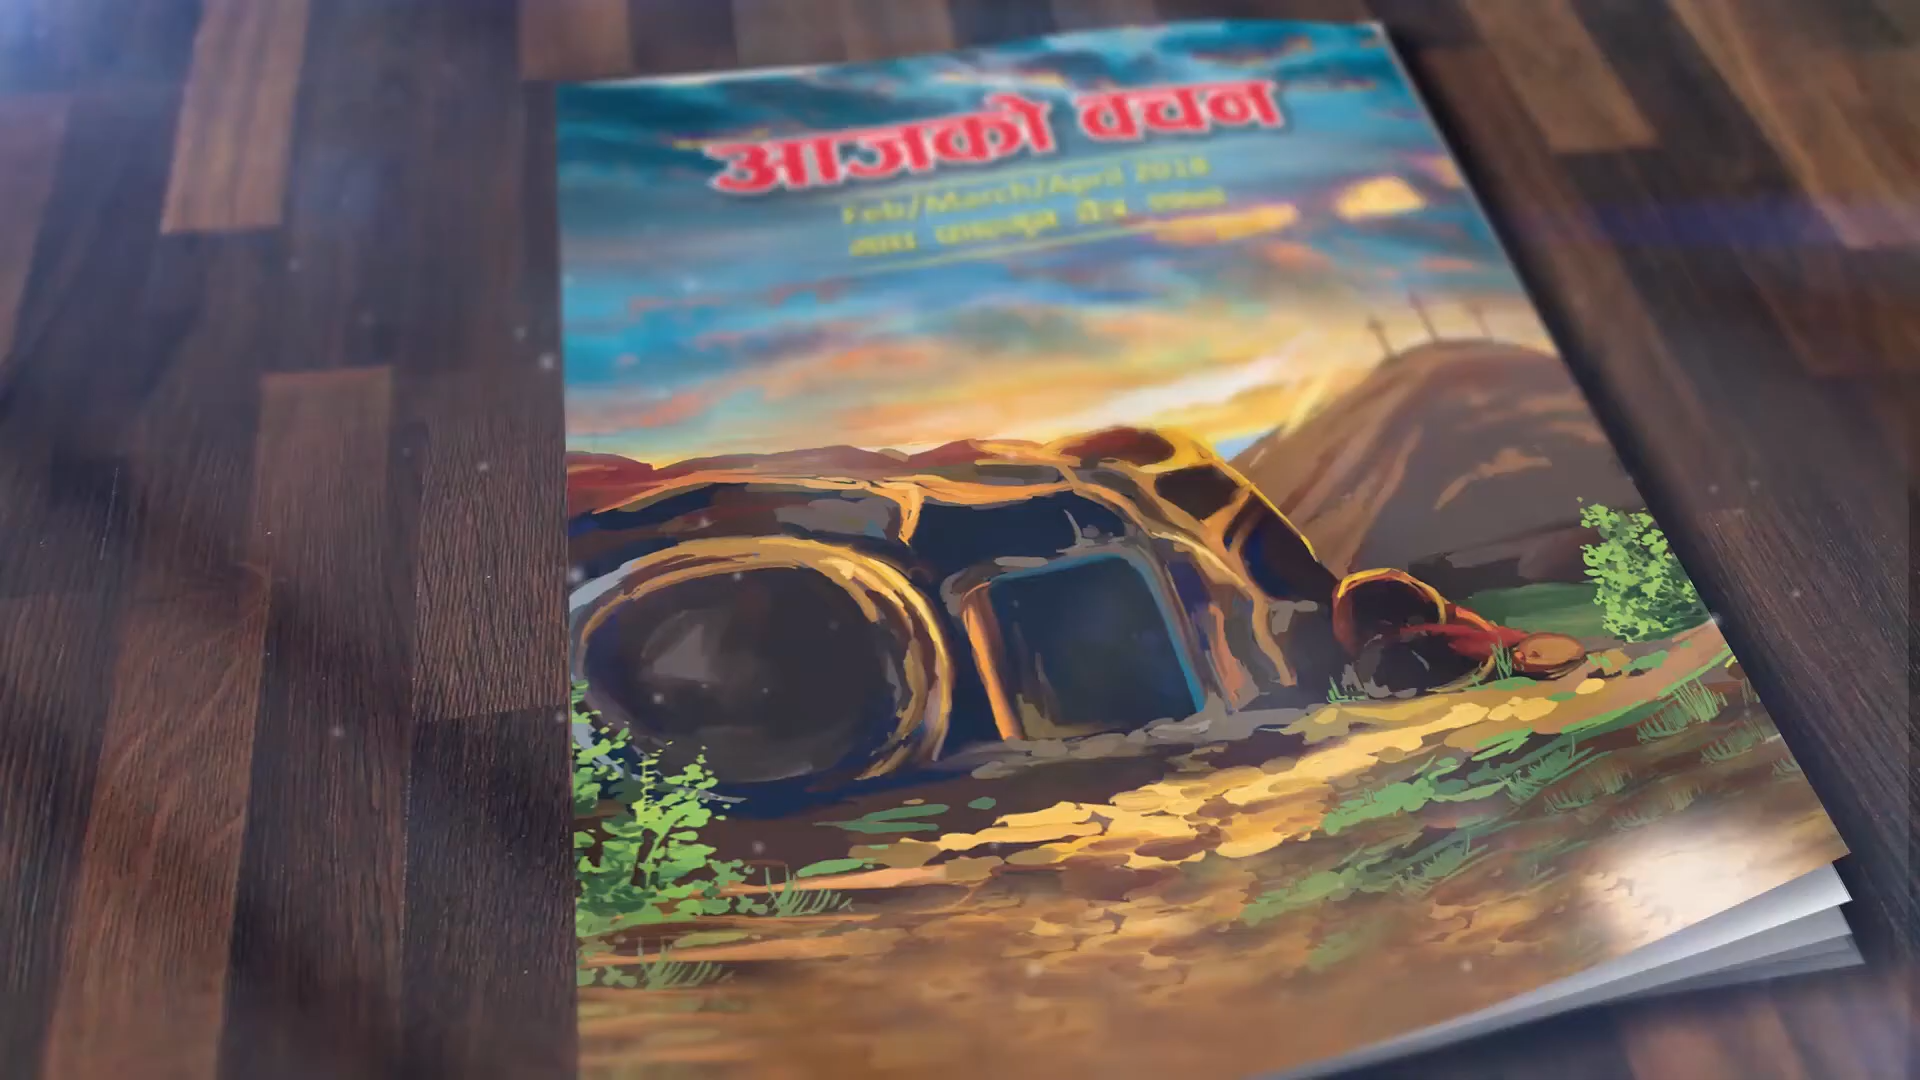 आजको वचन
Feb/March/April 2018
माघ फाल्गुन चैत्र